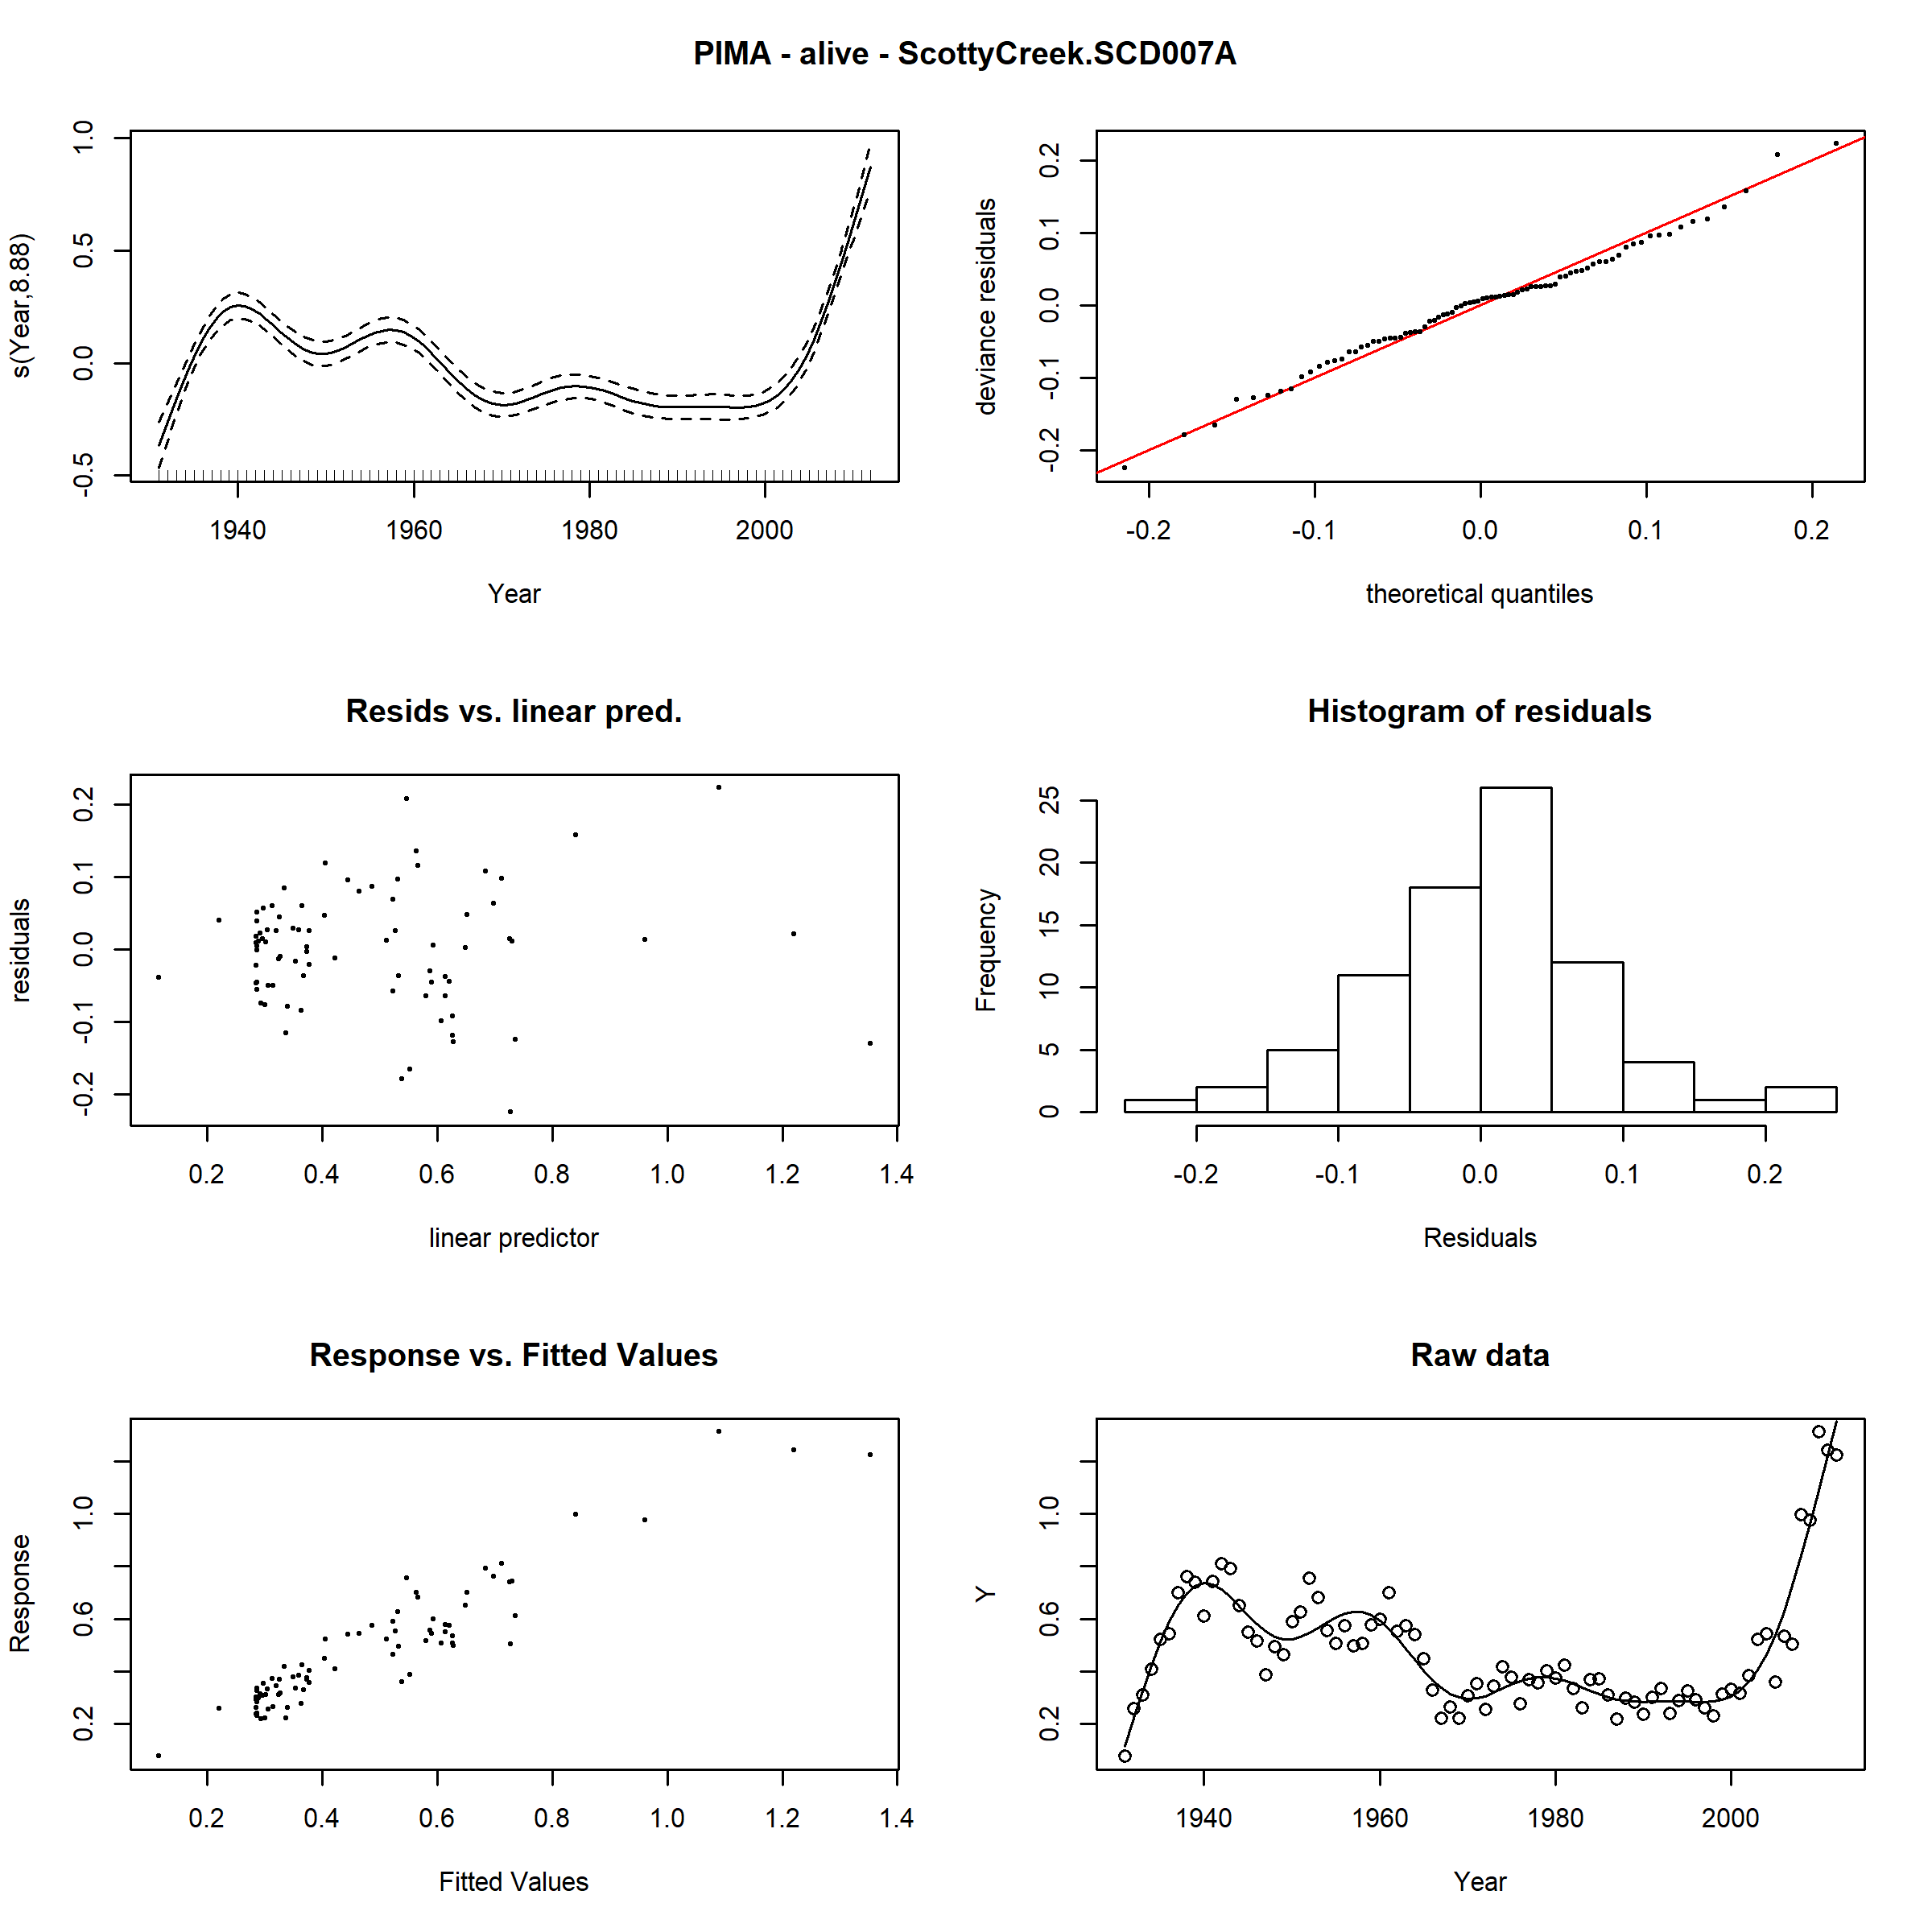 PIMA - alive - ScottyCreek.SCD007A
s(Year,8.88)
-0.5 0.0 0.5 1.0
1940 1960 1980 2000
Year
deviance residuals
-0.2 -0.1 0.0 0.1 0.2
-0.2 -0.1 0.0 0.1 0.2
theoretical quantiles
Resids vs. linear pred.
residuals
-0.2 -0.1 0.0 0.1 0.2
0.2 0.4 0.6 0.8 1.0 1.2 1.4
linear predictor
Histogram of residuals
Frequency
0 5 10 15 20 25
-0.2 -0.1 0.0 0.1 0.2
Residuals
Response vs. Fitted Values
Response
0.2 0.6 1.0
0.2 0.4 0.6 0.8 1.0 1.2 1.4
Fitted Values
Raw data
Y
0.2 0.6 1.0
1940 1960 1980 2000
Year